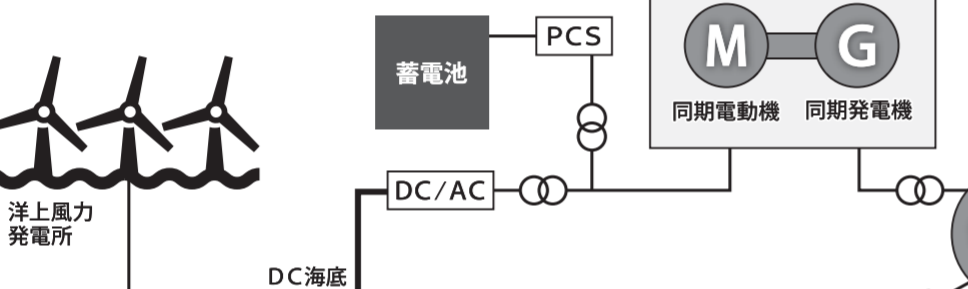 PCS
蓄電池
M
G
同期電動機
同期発電機
DC/AC
洋上風力
発電所
DC海底